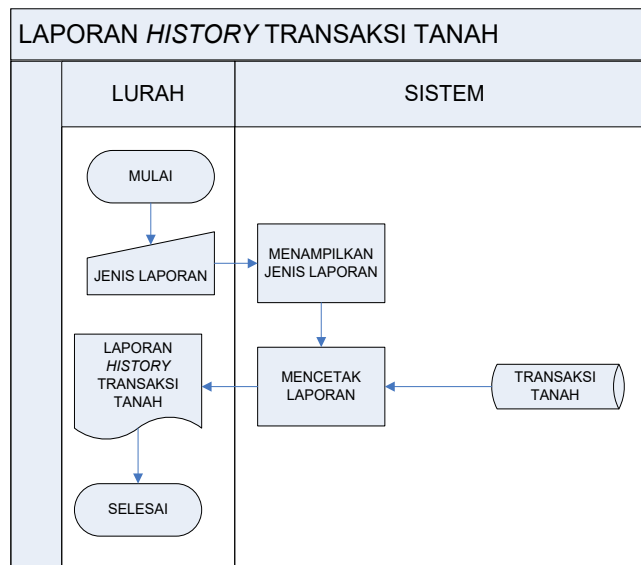 LAPORAN HISTORY TRANSAKSI TANAH
LURAH
SISTEM
MULAI
JENIS LAPORAN
MENAMPILKAN
JENIS LAPORAN
LAPORAN
HISTORY
TRANSAKSI
TANAH
MENCETAK
LAPORAN
TRANSAKSI
TANAH
SELESAI